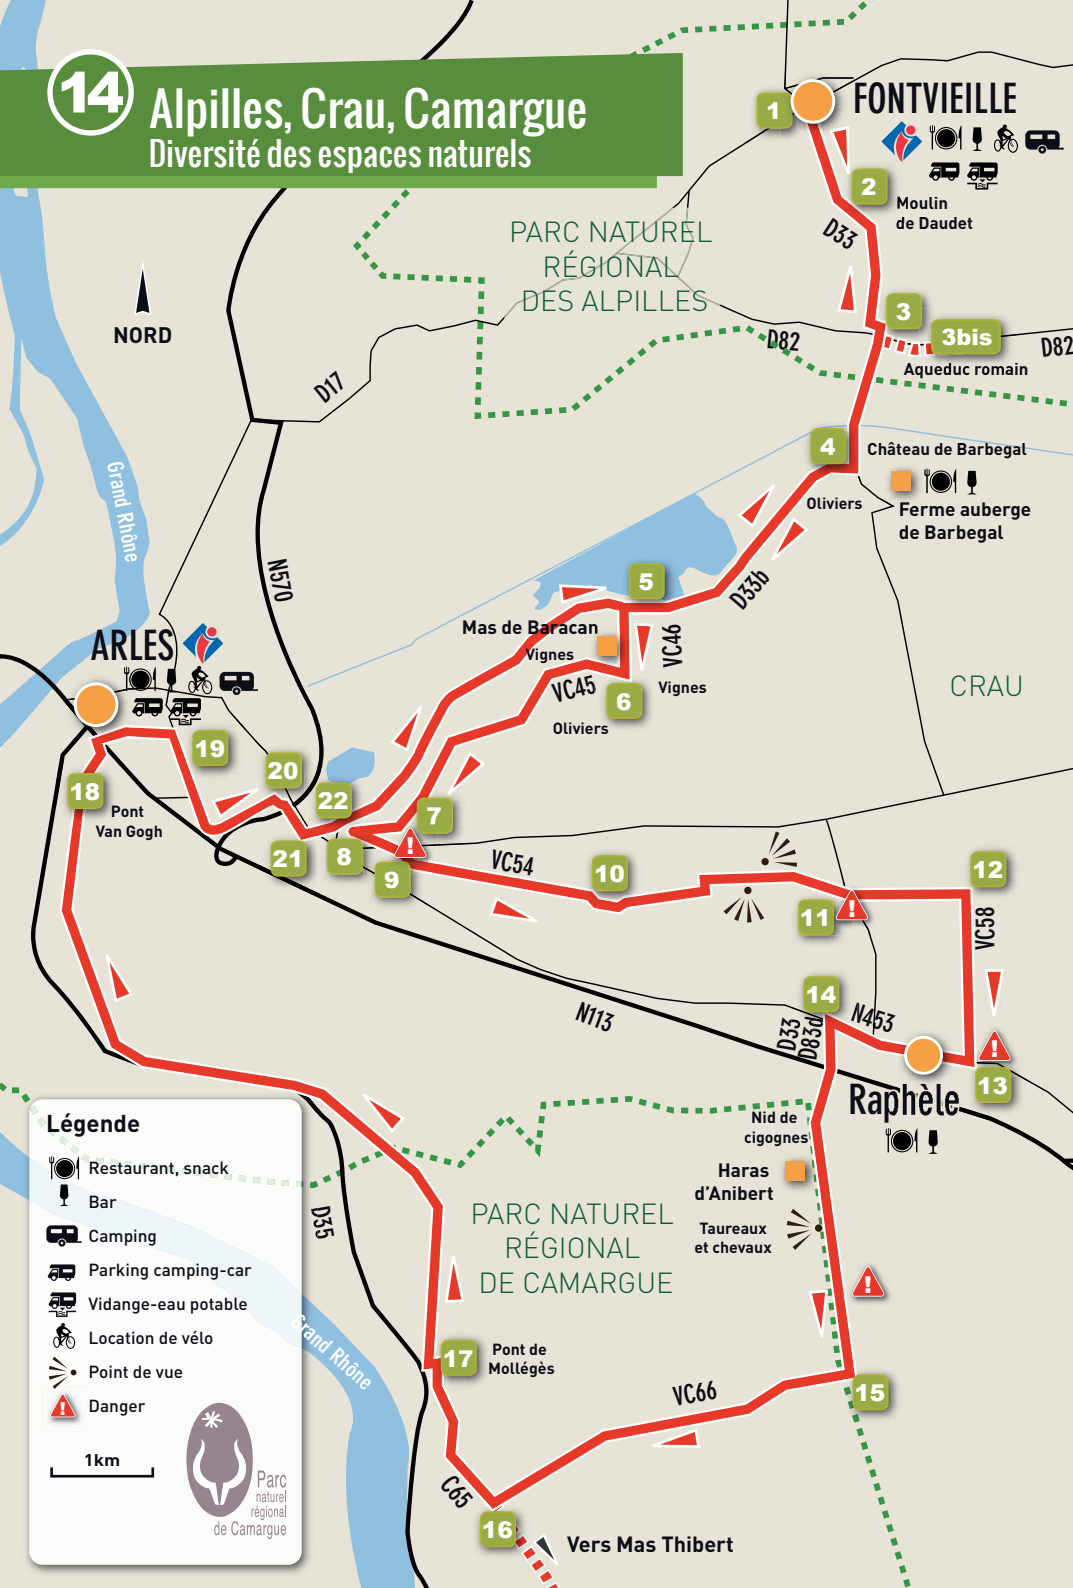 14
Alpilles, Crau, Camargue
Diversité des espaces naturels
1
FONTVIEILLE
2
Moulin
de Daudet
D33
PARC NATUREL
RÉGIONAL
DES ALPILLES
NORD
3
3bis
D82
D82
Aqueduc romain
D17
4
Château de Barbegal
Oliviers
Ferme auberge
de Barbegal
Grand Rhône
N570
5
D33b
Mas de Baracan
Vignes
VC46
ARLES
VC45
6
Vignes
CRAU
Oliviers
19
20
18
Pont
Van Gogh
22
7
21
8
9
VC54
10
11
12
VC58
14
N453
D33
D83d
N113
13
Raphèle
Nid de
cigognes
Haras
d'Anibert
Taureaux
et chevaux
PARC NATUREL
RÉGIONAL
DE CAMARGUE
D35
Grand Rhône
17
Pont de
Mollégès
15
VC66
C65
16
Vers Mas Thibert
Légende
Restaurant, snack
Bar
Camping
Parking camping-car
Vidange-eau potable
Location de vélo
Point de vue
Danger
1km
Parc
naturel
régional
de Camargue